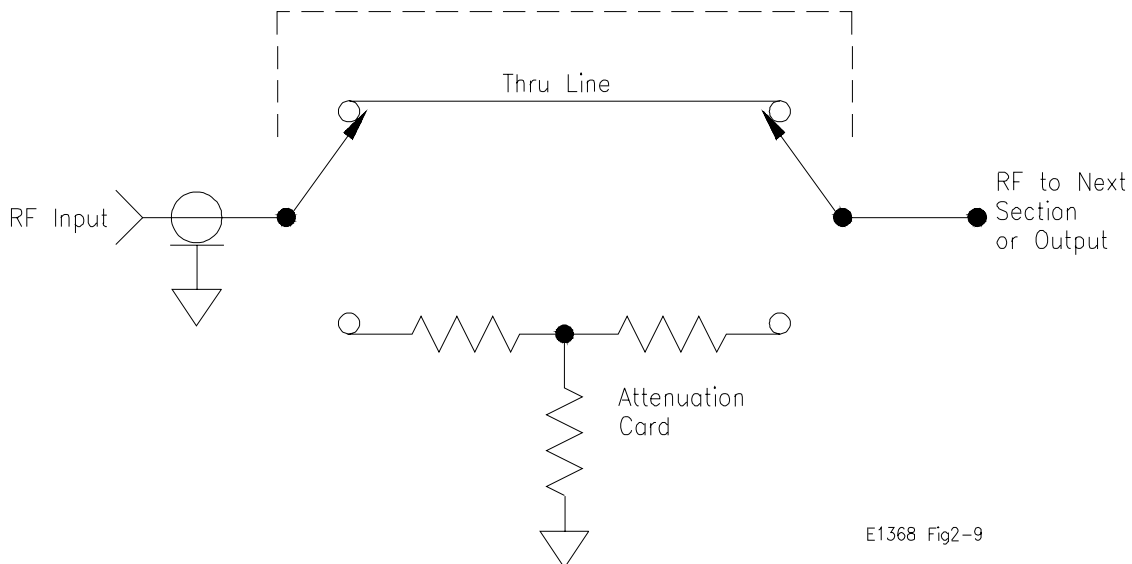 Thru Line
RF Input
RF to Next
Section
or Output
Attenuation
Card
E1368 Fig2-9